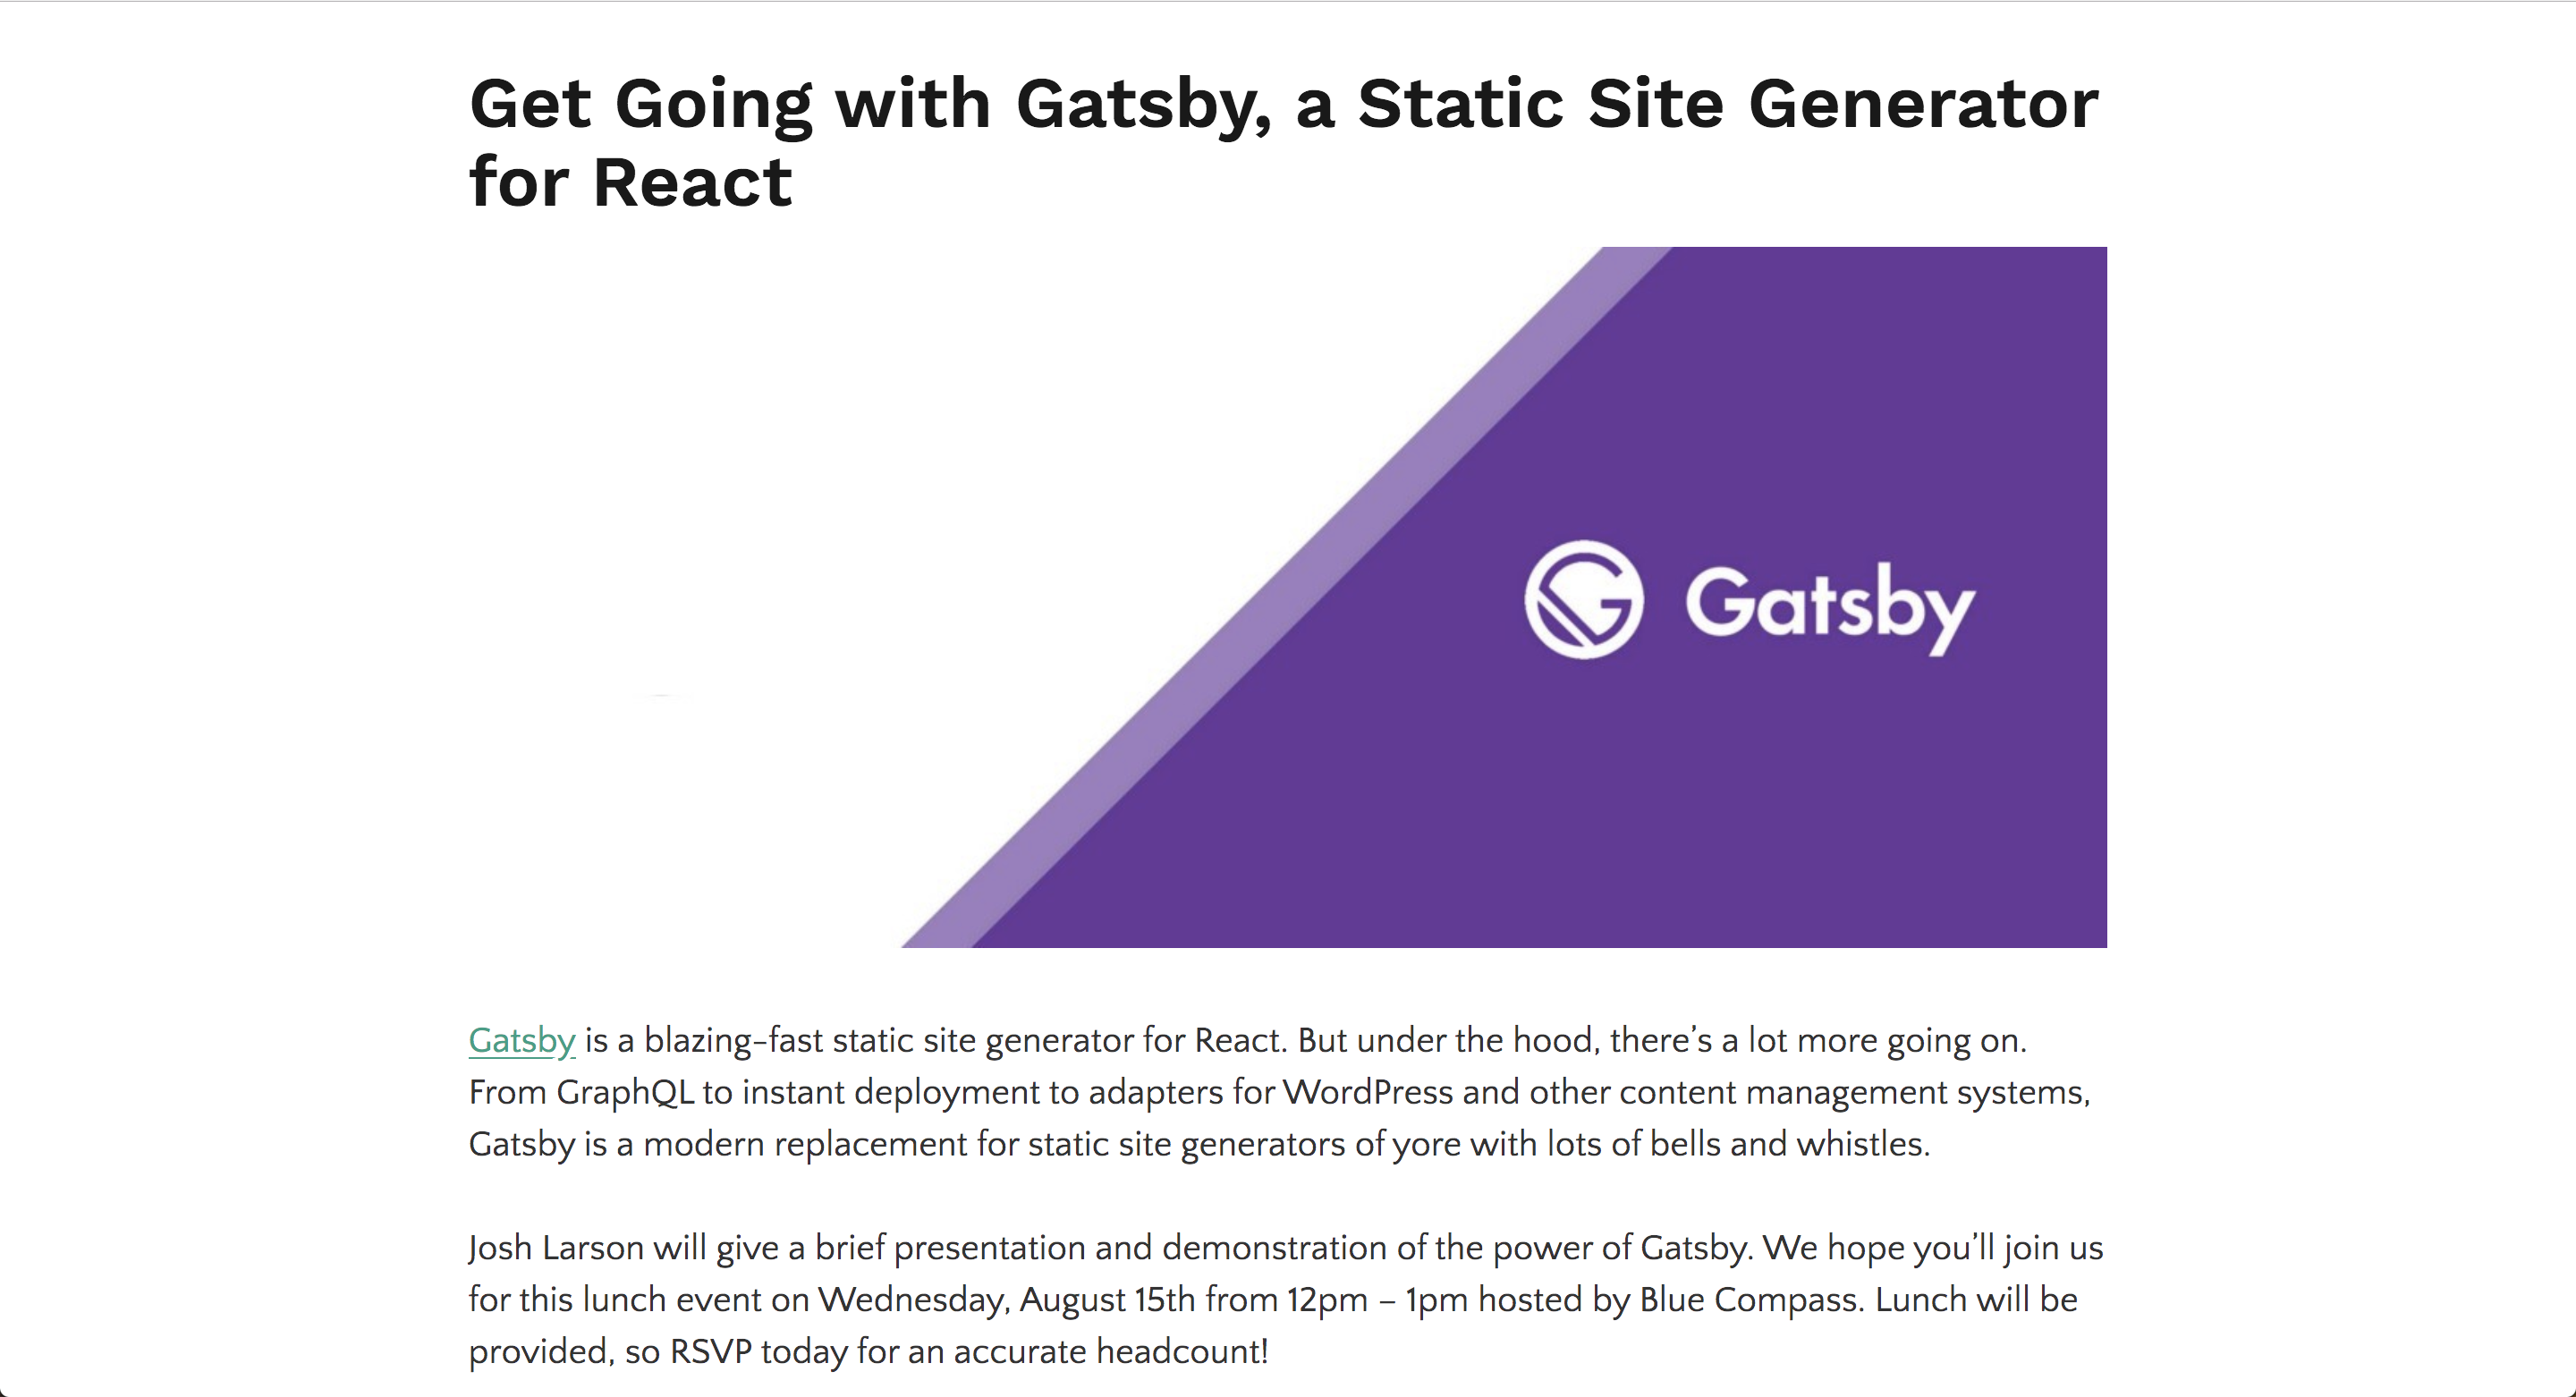 Get Going with Gatsby, a Static Site Generator
for React
Gatsby
Gatsby is a blazing-fast static site generator for React. But under the hood, there’s a lot more going on.
From GraphQL to instant deployment to adapters for WordPress and other content management systems,
Gatsby is a modern replacement for static site generators of yore with lots of bells and whistles.
Josh Larson will give a brief presentation and demonstration of the power of Gatsby. We hope you’ll join us
for this lunch event on Wednesday, August 15th from 12pm – 1pm hosted by Blue Compass. Lunch will be
provided, so RSVP today for an accurate headcount!